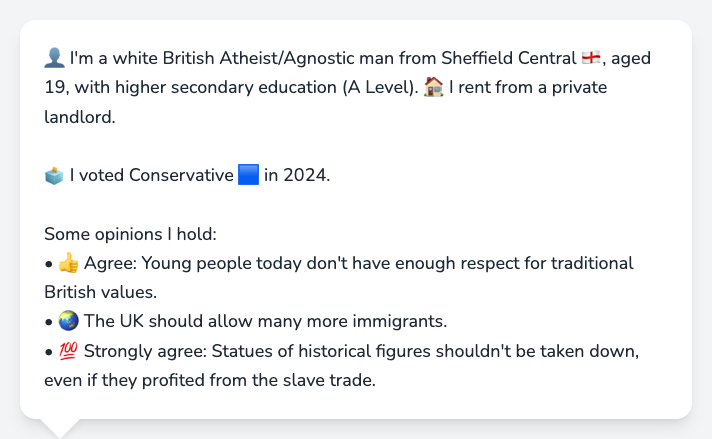 👤 I'm a white British Atheist/Agnostic man from Sheffield Central 🏴󠁧󠁢󠁥󠁮󠁧󠁿, aged
19, with higher secondary education (A Level). 🏠 I rent from a private
landlord.
🗳️ I voted Conservative 🟦 in 2024.
Some opinions I hold:
• 👍 Agree: Young people today don't have enough respect for traditional
British values.
• 🌏 The UK should allow many more immigrants.
• 💯 Strongly agree: Statues of historical figures shouldn't be taken down,
even if they profited from the slave trade.